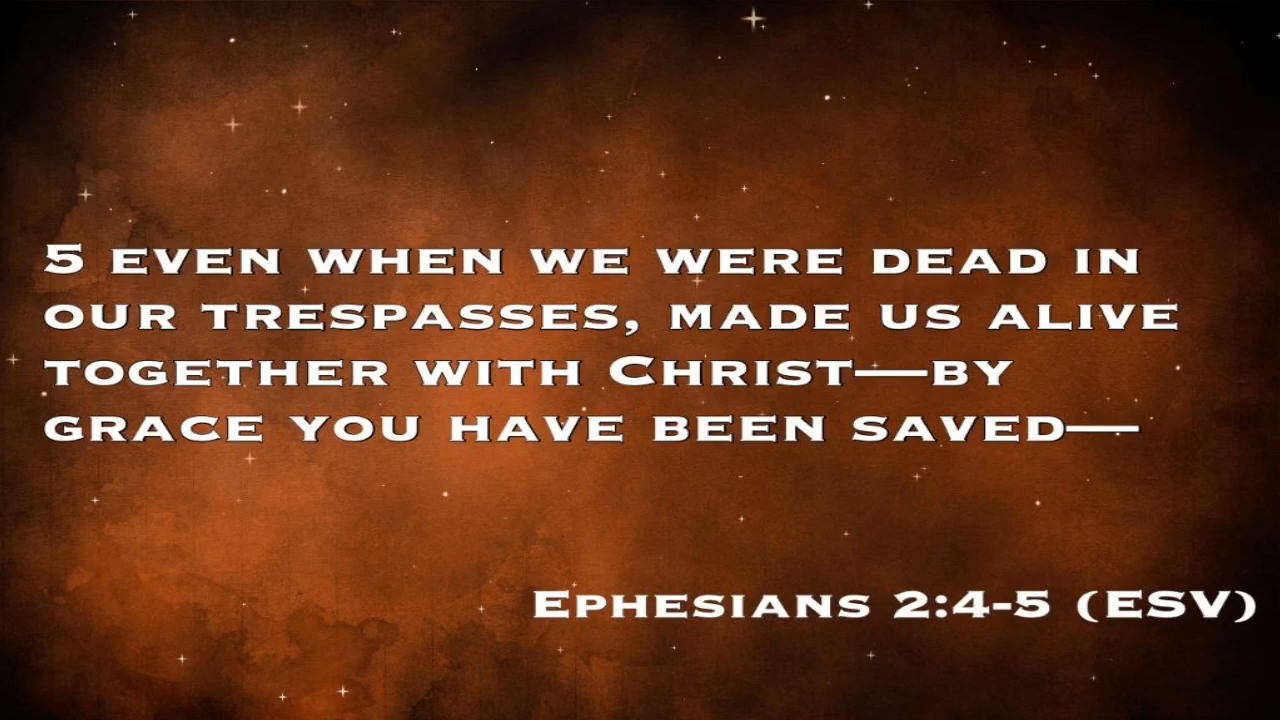 5 even when we were dead in
our trespasses, made us alive
together with Christ—by
grace you have been saved—
Ephesians 2:4-5 (ESV)